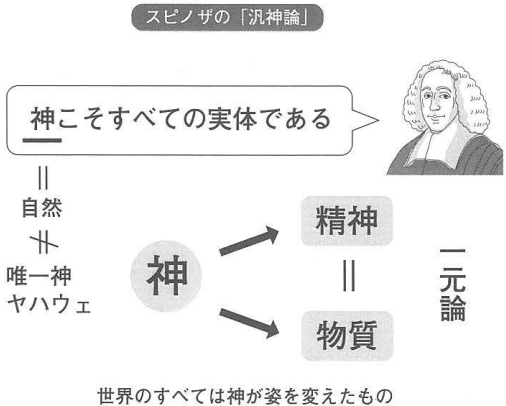 スピノザの「汎神論」
神こそすべての実体である
||
自然
≠
唯一神
ヤハウェ
神
精神
||
物質
一元論
世界のすべては神が姿を変えたもの